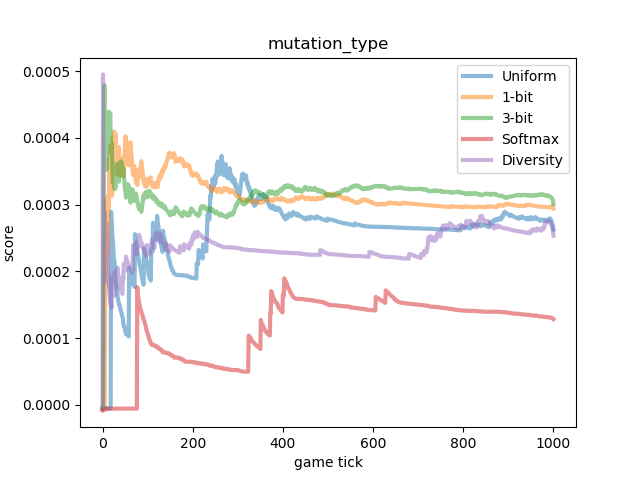 mutation_type
score
0.0005
0.0004
0.0003
0.0002
0.0001
0.0000
Uniform
1-bit
3-bit
Softmax
Diversity
0 200 400 600 800 1000
game tick